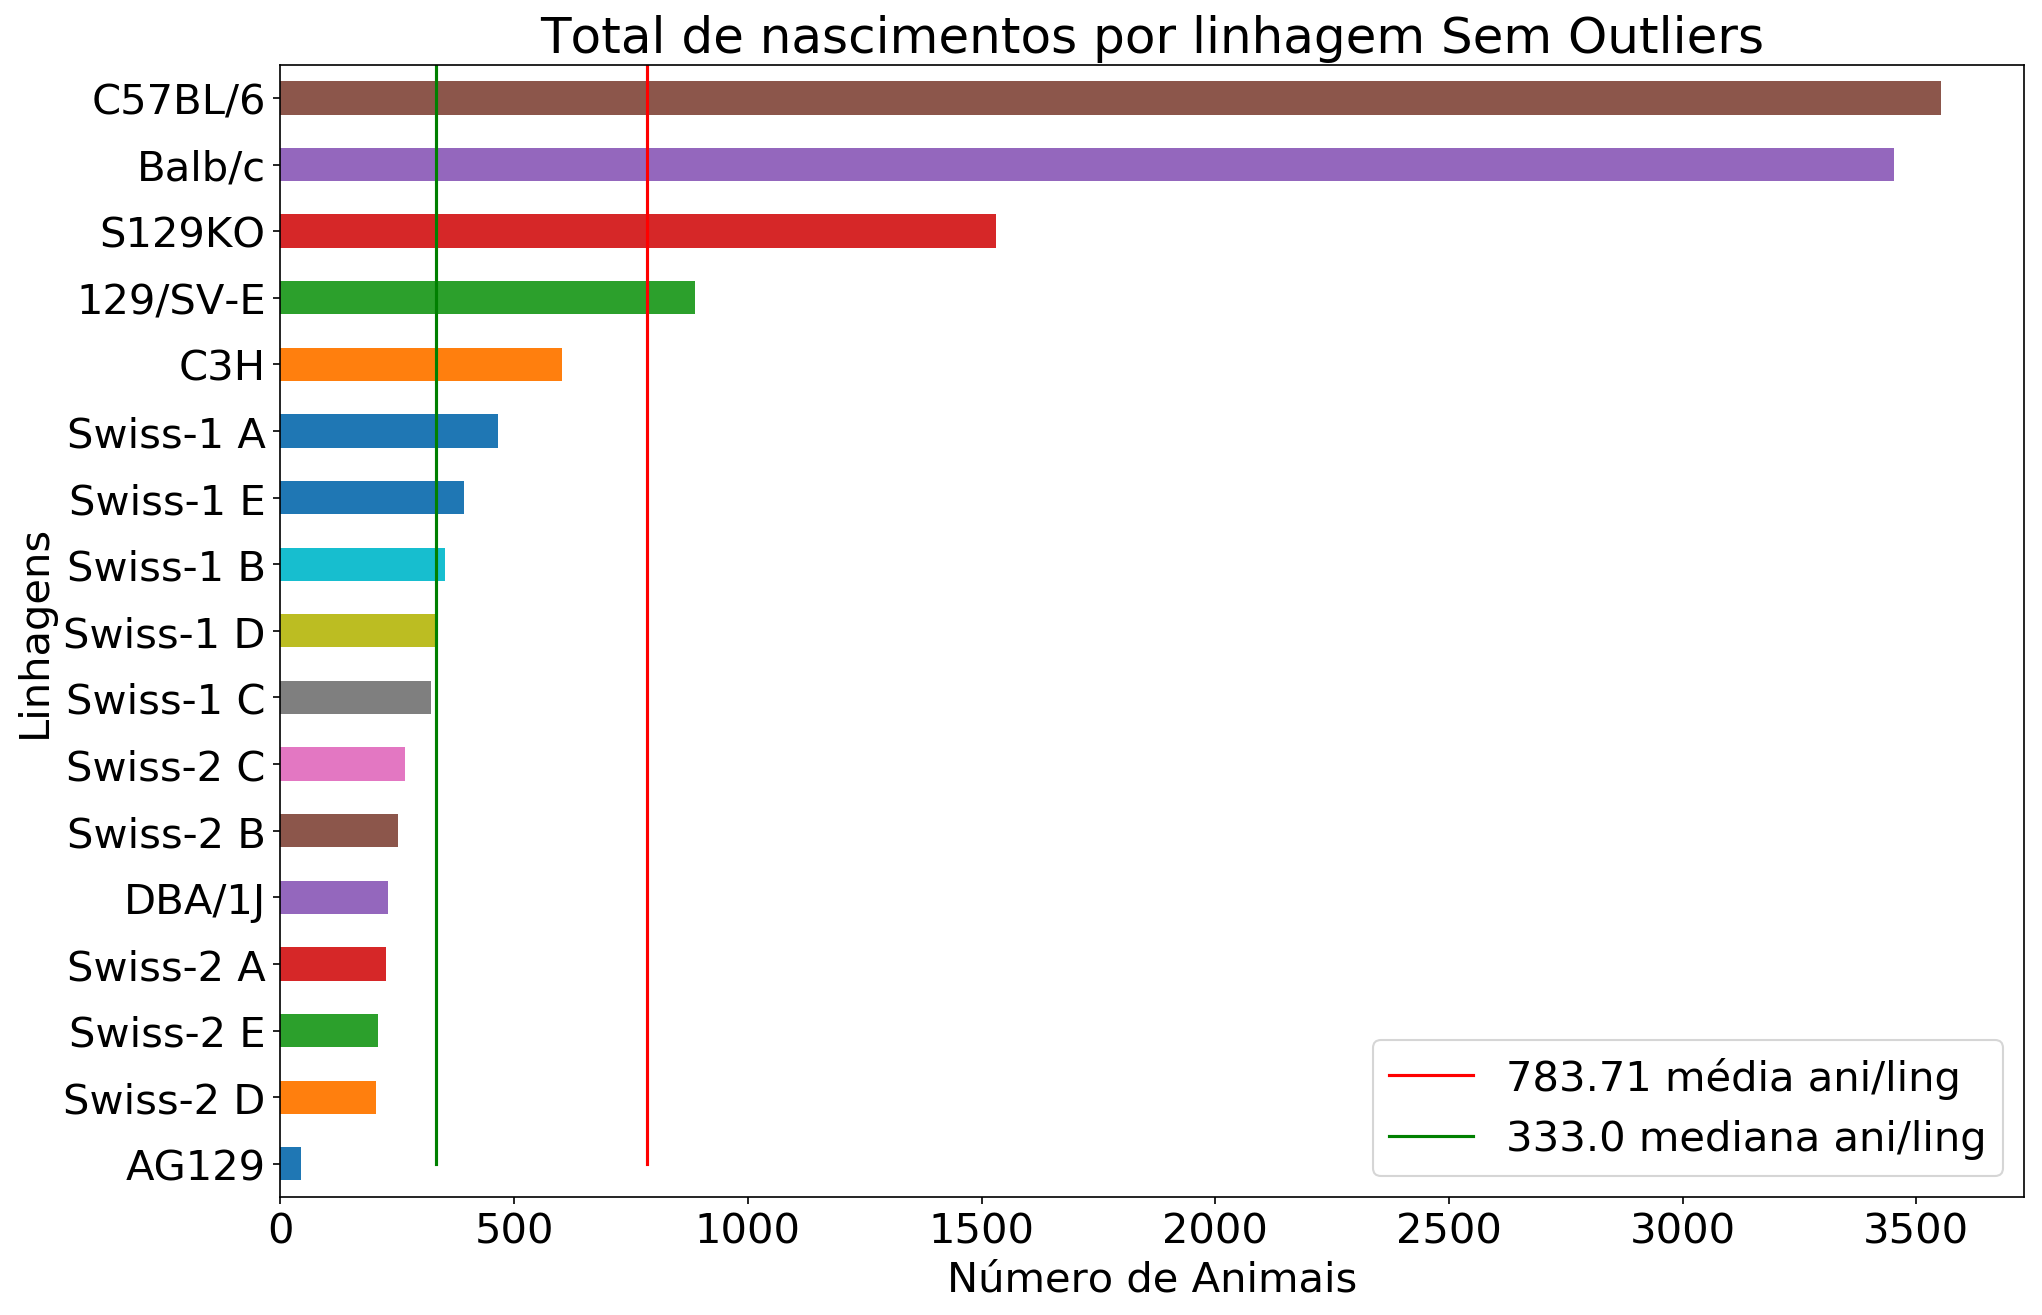 Total de nascimentos por linhagem Sem Outliers
C57BL/6
Balb/c
S129KO
129/SV-E
C3H
Swiss-1 A
Swiss-1 E
Swiss-1 B
Swiss-1 D
Swiss-1 C
Swiss-2 C
Swiss-2 B
DBA/1J
Swiss-2 A
Swiss-2 E
Swiss-2 D
AG129
Linhagens
783.71 média ani/ling
333.0 mediana ani/ling
0 500 1000 1500 2000 2500 3000 3500
Número de Animais